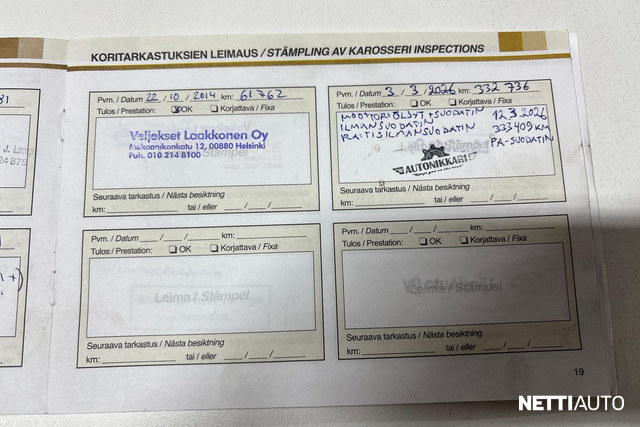 KORITARKASTUKSIEN LEIMAUS / STÄMPLING AV KAROSSERI INSPECTIONS
Pvm. / Datum 22 / 10 / 2014 km: 61762
Tulos / Prestation: OK Korjattava / Fixa
Veljekset Laakkonen Oy
Mekaanikonkatu 12, 00880 Helsinki
Puh. 010 214 8100
Seuraava tarkastus / Nästa besiktning
km: tai / eller / /
Pvm. / Datum 3 / 3 / 2026 km: 332 736
Tulos / Prestation: OK Korjattava / Fixa
MOOTTORIÖLJYT + SUODATIN 12.3.2026
ILMANSUODATIN 333409 KM
RAITISILMANSUODATIN PA-SUODATIN
AUTONIKKARI
Seuraava tarkastus / Nästa besiktning
km: tai / eller / /
Pvm. / Datum / / km:
Tulos / Prestation: OK Korjattava / Fixa
Leima / Stämpel
Seuraava tarkastus / Nästa besiktning
km: tai / eller / /
Pvm. / Datum / / km:
Tulos / Prestation: OK Korjattava / Fixa
Leima / Stämpel
Seuraava tarkastus / Nästa besiktning
km: tai / eller / /
19
NETTIAUTO